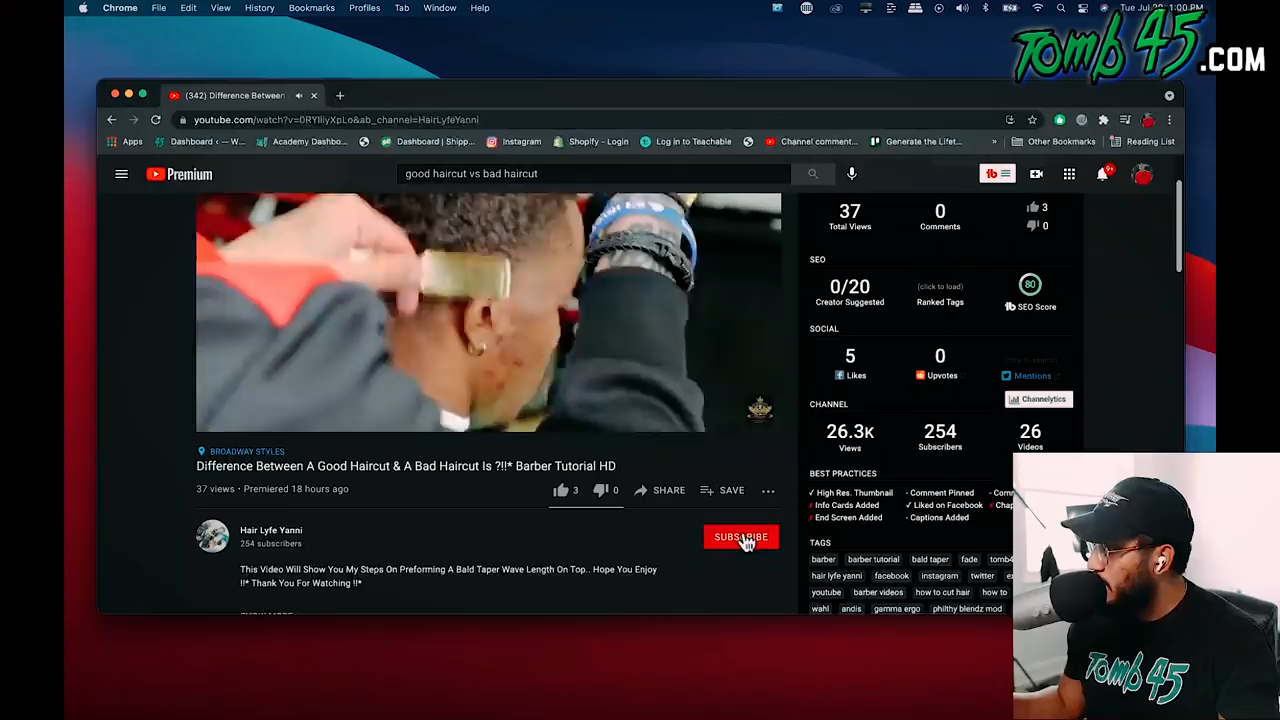 Chrome File Edit View History Bookmarks Profiles Tab Window Help
Tomb 45 .COM
(342) Difference Between
youtube.com/watch?v=0RYIiyXpLo&ab_channel=HairLyfeYanni
Apps Dashboard ‹ — W... Academy Dashbo... Dashboard | Shipp... Instagram Shopify - Login Log in to Teachable Channel comment... Generate the Lifet... » Other Bookmarks Reading List
Premium
good haircut vs bad haircut
tb
9+
37 0 3
Total Views Comments 0
SEO
0/20 (click to load) 80
Creator Suggested Ranked Tags tb SEO Score
SOCIAL
5 0
Likes Upvotes Mentions
CHANNEL Channelytics
26.3K 254 26
Views Subscribers Videos
BEST PRACTICES
✓ High Res. Thumbnail - Comment Pinned
✗ Info Cards Added ✓ Liked on Facebook
✗ End Screen Added - Captions Added
TAGS
barber barber tutorial bald taper fade
hair lyfe yanni facebook instagram twitter
youtube barber videos how to cut hair how to
wahl andis gamma ergo philthy blendz mod
BROADWAY STYLES
Difference Between A Good Haircut & A Bad Haircut Is ?!!* Barber Tutorial HD
37 views • Premiered 18 hours ago
3 0 SHARE SAVE ...
Hair Lyfe Yanni
254 subscribers
SUBSCRIBE
This Video Will Show You My Steps On Preforming A Bald Taper Wave Length On Top.. Hope You Enjoy
!!* Thank You For Watching !!*
Tomb 45